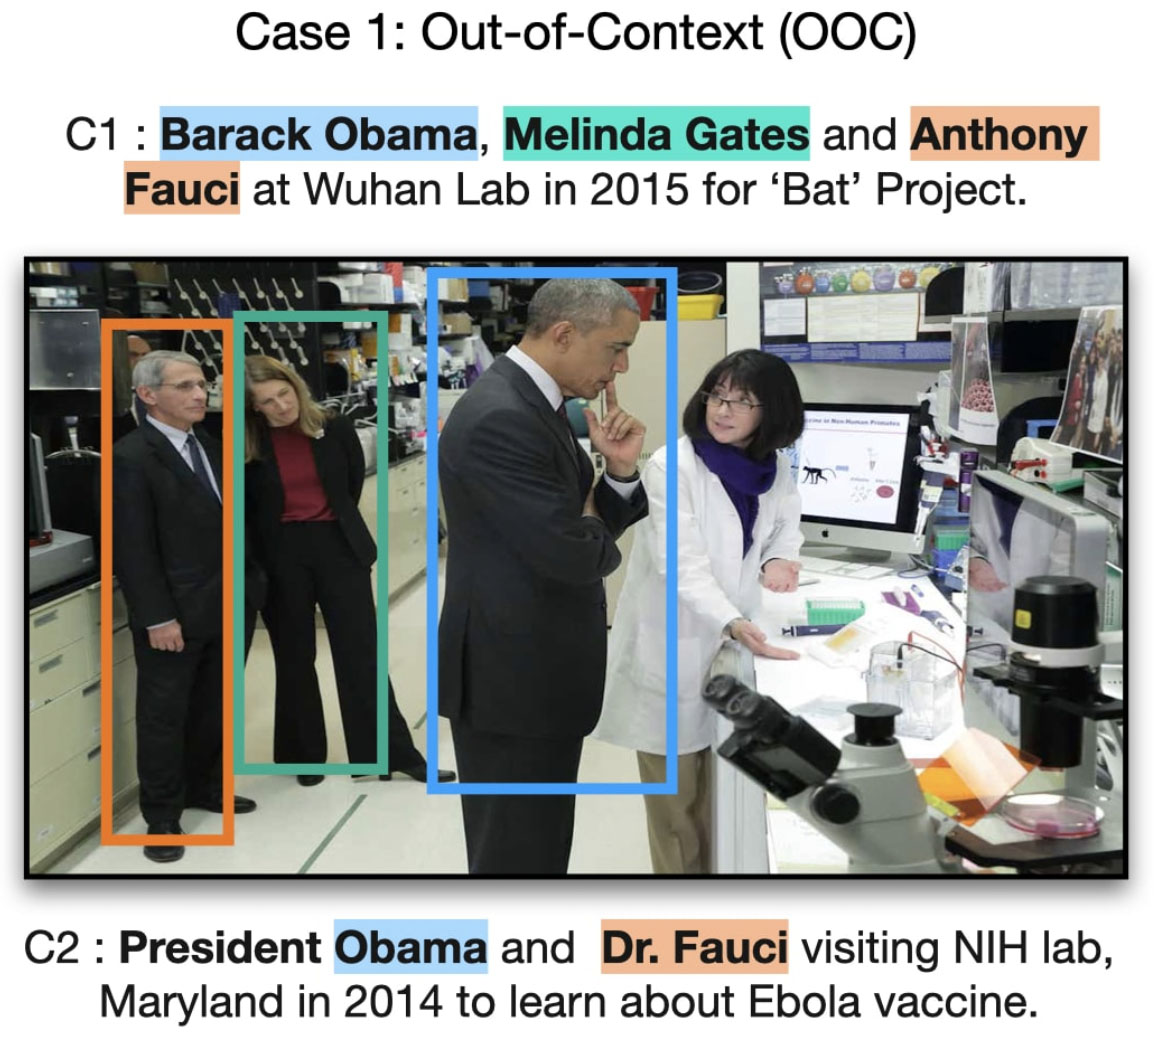 Case 1: Out-of-Context (OOC)
C1 : Barack Obama, Melinda Gates and Anthony
Fauci at Wuhan Lab in 2015 for ‘Bat’ Project.
ccine in Non-Human Primates
C2 : President Obama and Dr. Fauci visiting NIH lab,
Maryland in 2014 to learn about Ebola vaccine.